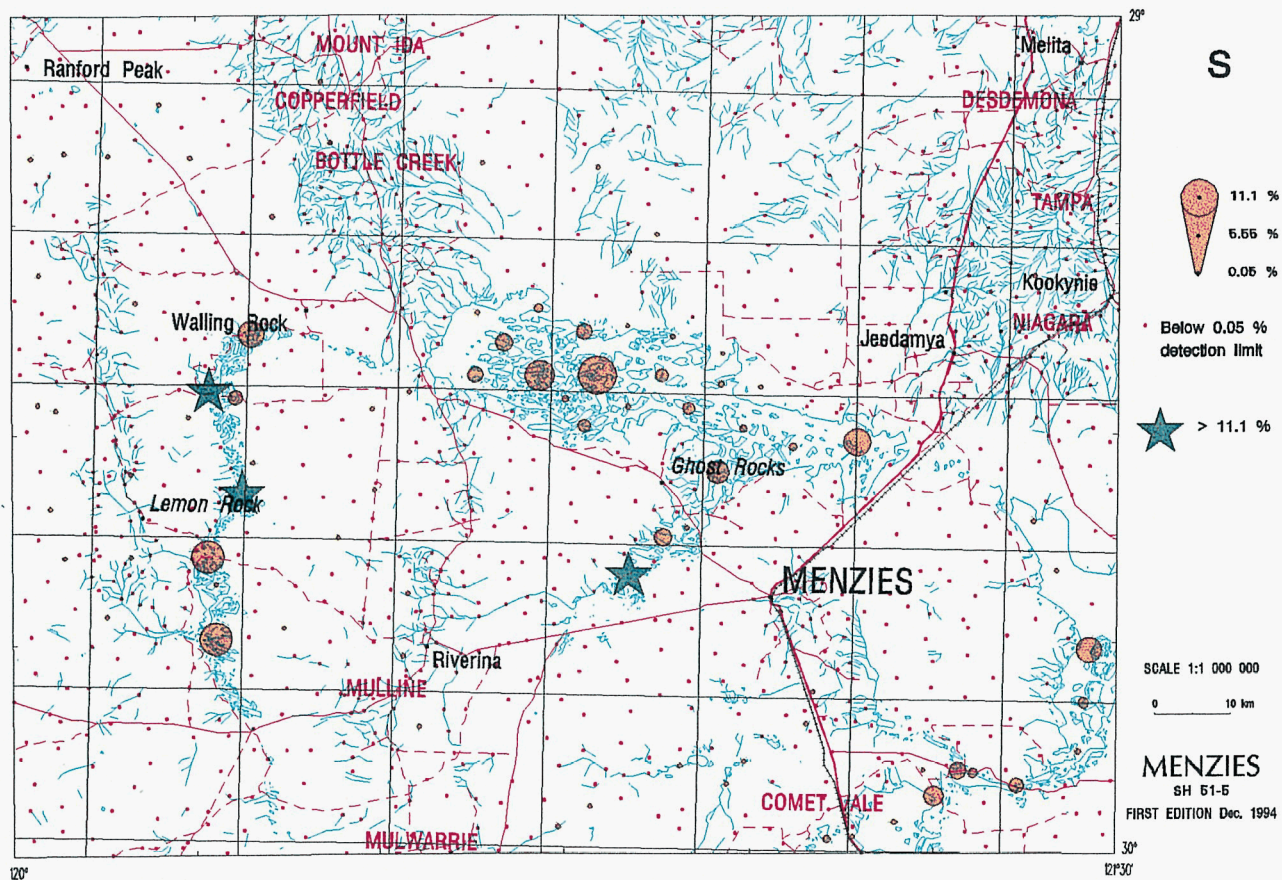 29°
S
MOUNT IDA
Melita
Ranford Peak
COPPERFIELD
DESDEMONA
BOTTLE CREEK
TAMPA
11.1 %
5.55 %
0.05 %
Kookynie
Walling Rock
NIAGARA
Jeedamya
Below 0.05 %
detection limit
> 11.1 %
Ghost Rocks
Lemon Rock
MENZIES
Riverina
MULLINE
SCALE 1:1 000 000
0 10 km
COMET VALE
MENZIES
SH 51-5
FIRST EDITION Dec. 1994
MULWARRIE
30°
120°
121°30'